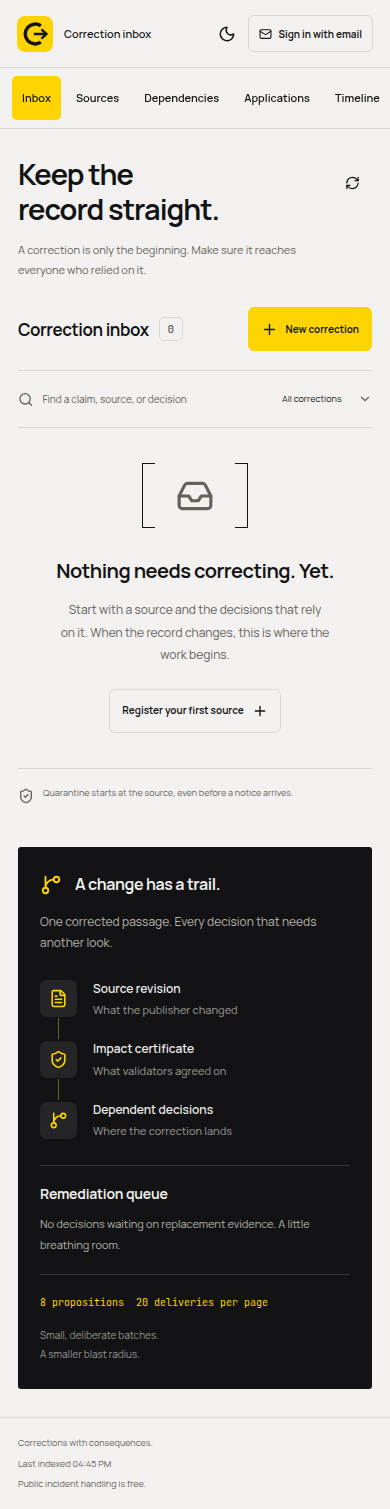 Correction inbox
Sign in with email
Inbox Sources Dependencies Applications Timeline
Keep the
record straight.
A correction is only the beginning. Make sure it reaches
everyone who relied on it.
Correction inbox 0
New correction
Find a claim, source, or decision
All corrections
Nothing needs correcting. Yet.
Start with a source and the decisions that rely
on it. When the record changes, this is where the
work begins.
Register your first source
Quarantine starts at the source, even before a notice arrives.
A change has a trail.
One corrected passage. Every decision that needs
another look.
Source revision
What the publisher changed
Impact certificate
What validators agreed on
Dependent decisions
Where the correction lands
Remediation queue
No decisions waiting on replacement evidence. A little
breathing room.
8 propositions 20 deliveries per page
Small, deliberate batches.
A smaller blast radius.
Corrections with consequences.
Last indexed 04:45 PM
Public incident handling is free.